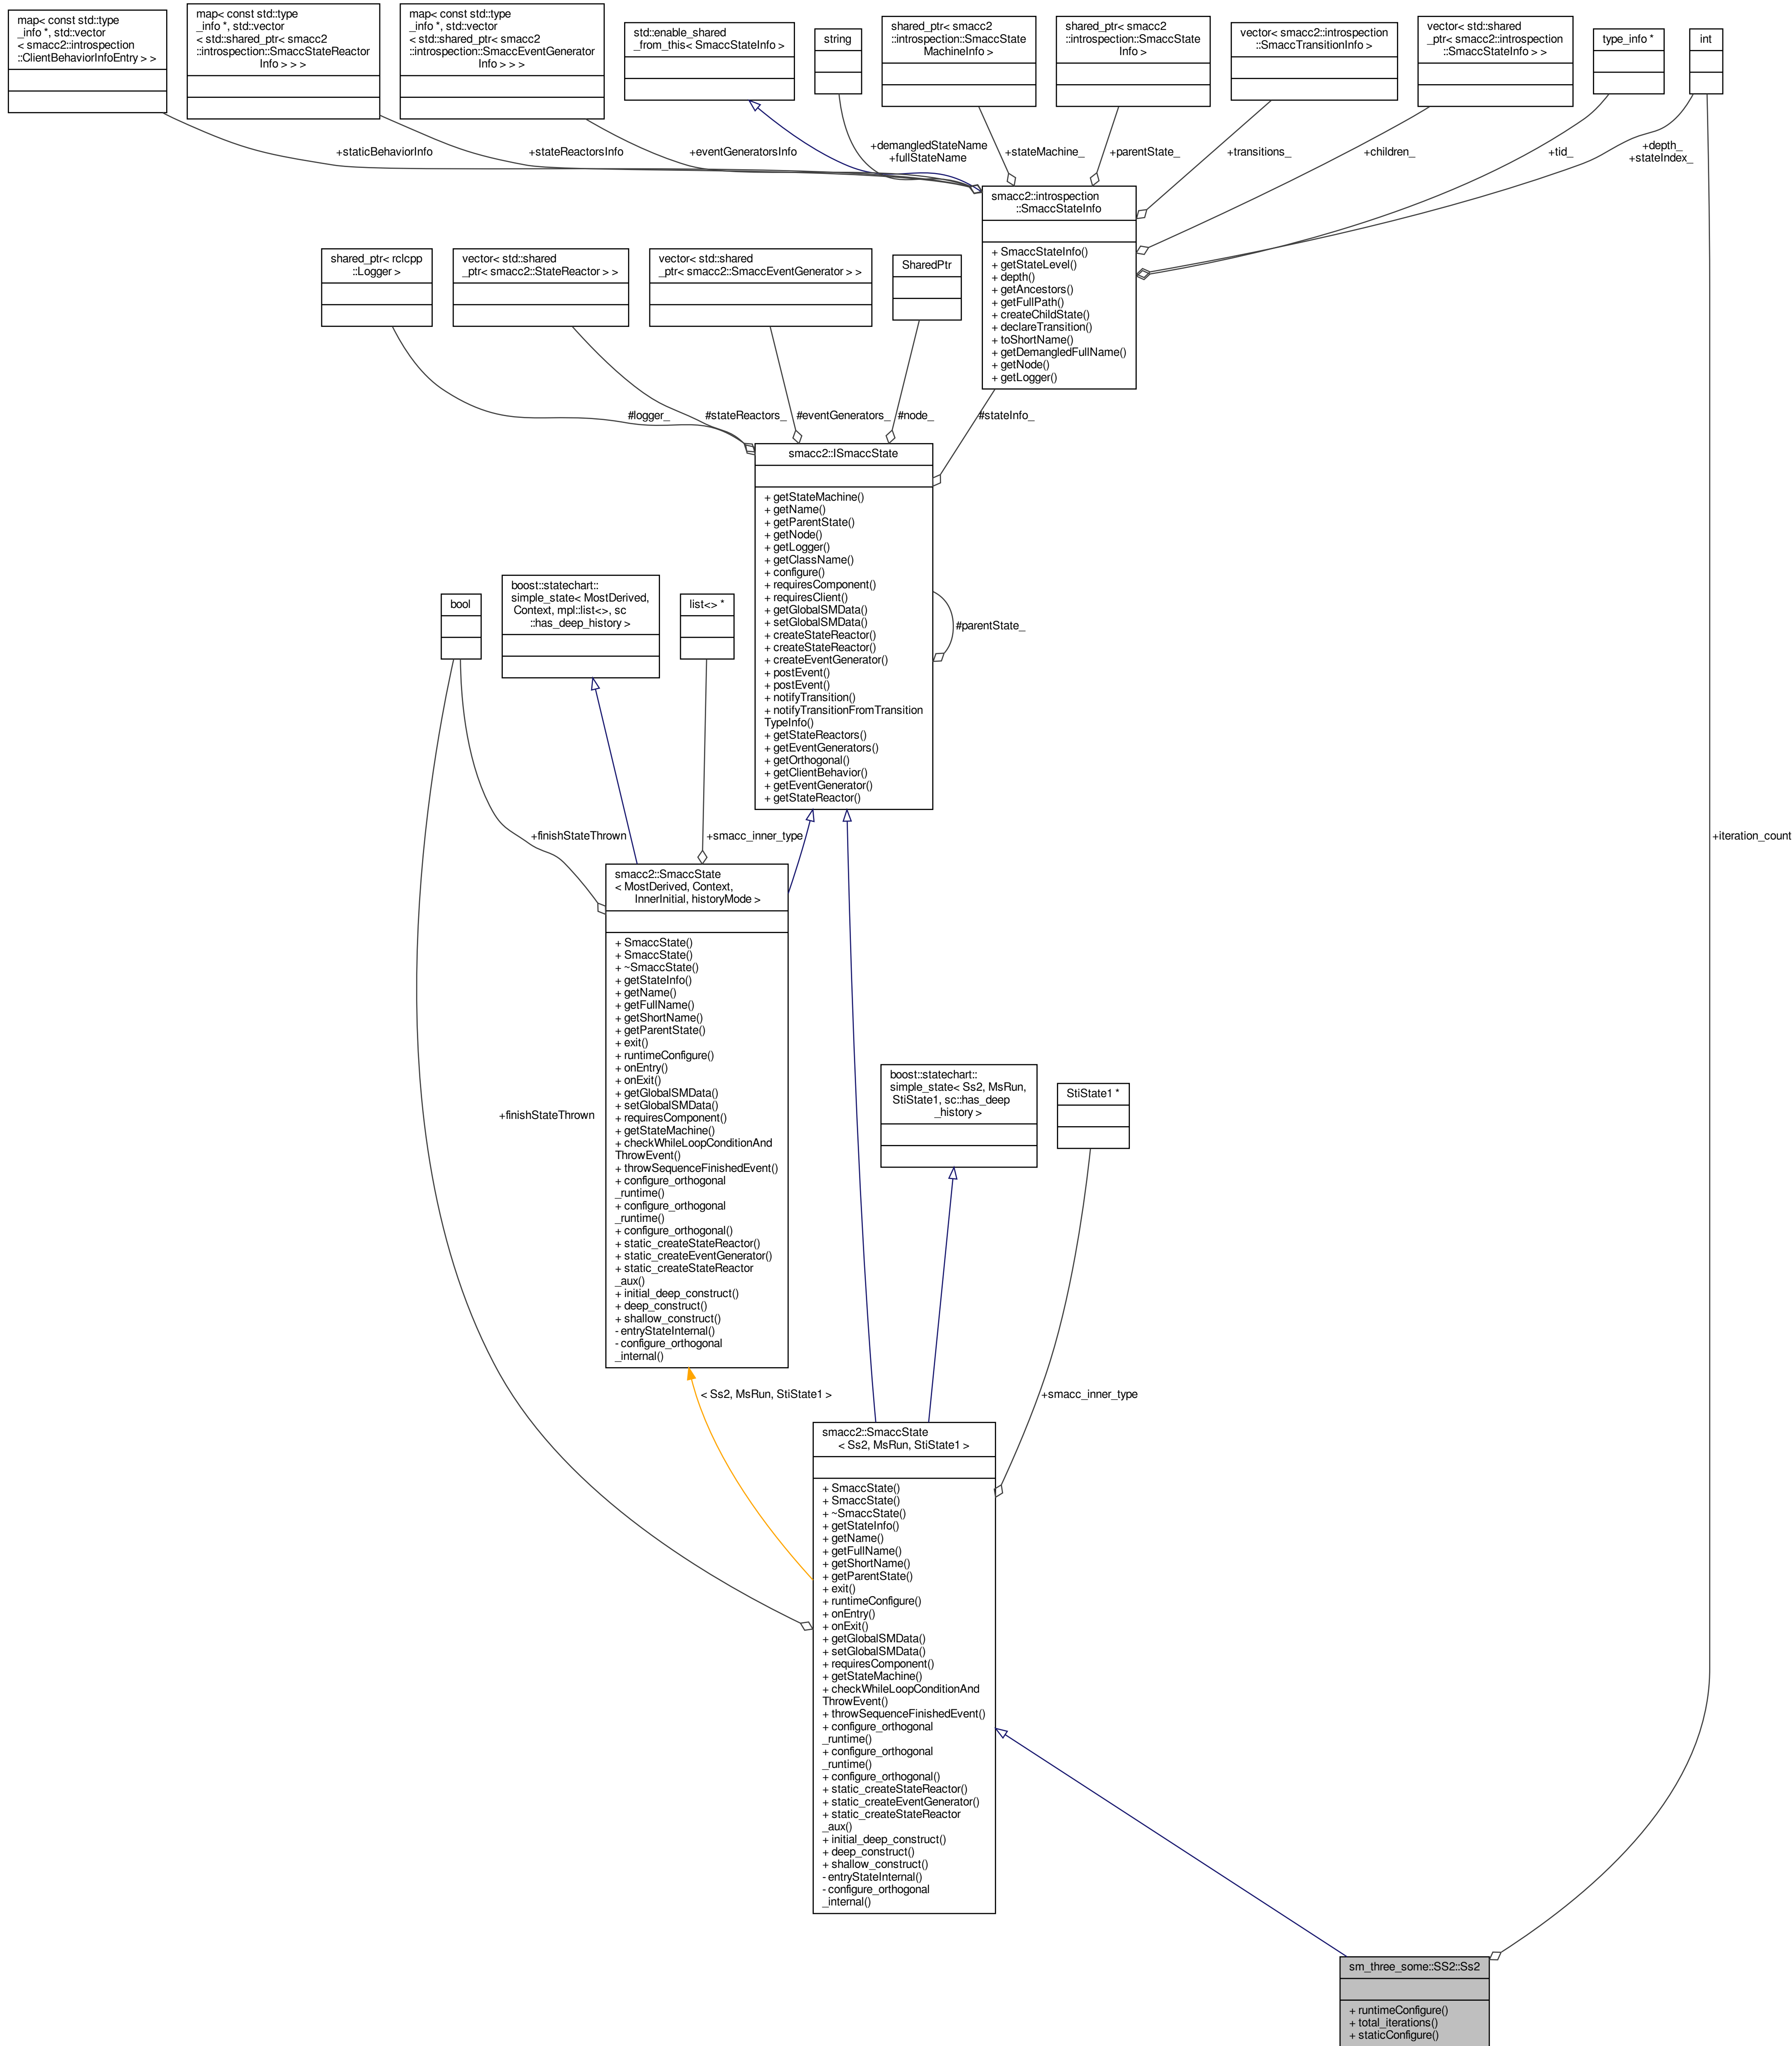 map< const std::type
_info *, std::vector
< smacc2::introspection
::ClientBehaviorInfoEntry > >
map< const std::type
_info *, std::vector
< std::shared_ptr< smacc2
::introspection::SmaccStateReactor
Info > > >
map< const std::type
_info *, std::vector
< std::shared_ptr< smacc2
::introspection::SmaccEventGenerator
Info > > >
std::enable_shared
_from_this< SmaccStateInfo >
string
shared_ptr< smacc2
::introspection::SmaccState
MachineInfo >
shared_ptr< smacc2
::introspection::SmaccState
Info >
vector< smacc2::introspection
::SmaccTransitionInfo >
vector< std::shared
_ptr< smacc2::introspection
::SmaccStateInfo > >
type_info *
int
+staticBehaviorInfo
+stateReactorsInfo
+eventGeneratorsInfo
+demangledStateName
+fullStateName
+stateMachine_
+parentState_
+transitions_
+children_
+tid_
+depth_
+stateIndex_
smacc2::introspection
::SmaccStateInfo
+ SmaccStateInfo()
+ getStateLevel()
+ depth()
+ getAncestors()
+ getFullPath()
+ createChildState()
+ declareTransition()
+ toShortName()
+ getDemangledFullName()
+ getNode()
+ getLogger()
shared_ptr< rclcpp
::Logger >
vector< std::shared
_ptr< smacc2::StateReactor > >
vector< std::shared
_ptr< smacc2::SmaccEventGenerator > >
SharedPtr
#logger_
#stateReactors_
#eventGenerators_
#node_
#stateInfo_
smacc2::ISmaccState
+ getStateMachine()
+ getName()
+ getParentState()
+ getNode()
+ getLogger()
+ getClassName()
+ configure()
+ requiresComponent()
+ requiresClient()
+ getGlobalSMData()
+ setGlobalSMData()
+ createStateReactor()
+ createStateReactor()
+ createEventGenerator()
+ postEvent()
+ postEvent()
+ notifyTransition()
+ notifyTransitionFromTransition
TypeInfo()
+ getStateReactors()
+ getEventGenerators()
+ getOrthogonal()
+ getClientBehavior()
+ getEventGenerator()
+ getStateReactor()
#parentState_
bool
boost::statechart::
simple_state< MostDerived,
Context, mpl::list<>, sc
::has_deep_history >
list<> *
+finishStateThrown
+smacc_inner_type
+iteration_count
smacc2::SmaccState
< MostDerived, Context,
InnerInitial, historyMode >
+ SmaccState()
+ SmaccState()
+ ~SmaccState()
+ getStateInfo()
+ getName()
+ getFullName()
+ getShortName()
+ getParentState()
+ exit()
+ runtimeConfigure()
+ onEntry()
+ onExit()
+ getGlobalSMData()
+ setGlobalSMData()
+ requiresComponent()
+ getStateMachine()
+ checkWhileLoopConditionAnd
ThrowEvent()
+ throwSequenceFinishedEvent()
+ configure_orthogonal
_runtime()
+ configure_orthogonal
_runtime()
+ configure_orthogonal()
+ static_createStateReactor()
+ static_createEventGenerator()
+ static_createStateReactor
_aux()
+ initial_deep_construct()
+ deep_construct()
+ shallow_construct()
- entryStateInternal()
- configure_orthogonal
_internal()
+finishStateThrown
boost::statechart::
simple_state< Ss2, MsRun,
StiState1, sc::has_deep
_history >
StiState1 *
< Ss2, MsRun, StiState1 >
+smacc_inner_type
smacc2::SmaccState
< Ss2, MsRun, StiState1 >
+ SmaccState()
+ SmaccState()
+ ~SmaccState()
+ getStateInfo()
+ getName()
+ getFullName()
+ getShortName()
+ getParentState()
+ exit()
+ runtimeConfigure()
+ onEntry()
+ onExit()
+ getGlobalSMData()
+ setGlobalSMData()
+ requiresComponent()
+ getStateMachine()
+ checkWhileLoopConditionAnd
ThrowEvent()
+ throwSequenceFinishedEvent()
+ configure_orthogonal
_runtime()
+ configure_orthogonal
_runtime()
+ configure_orthogonal()
+ static_createStateReactor()
+ static_createEventGenerator()
+ static_createStateReactor
_aux()
+ initial_deep_construct()
+ deep_construct()
+ shallow_construct()
- entryStateInternal()
- configure_orthogonal
_internal()
sm_three_some::SS2::Ss2
+ runtimeConfigure()
+ total_iterations()
+ staticConfigure()